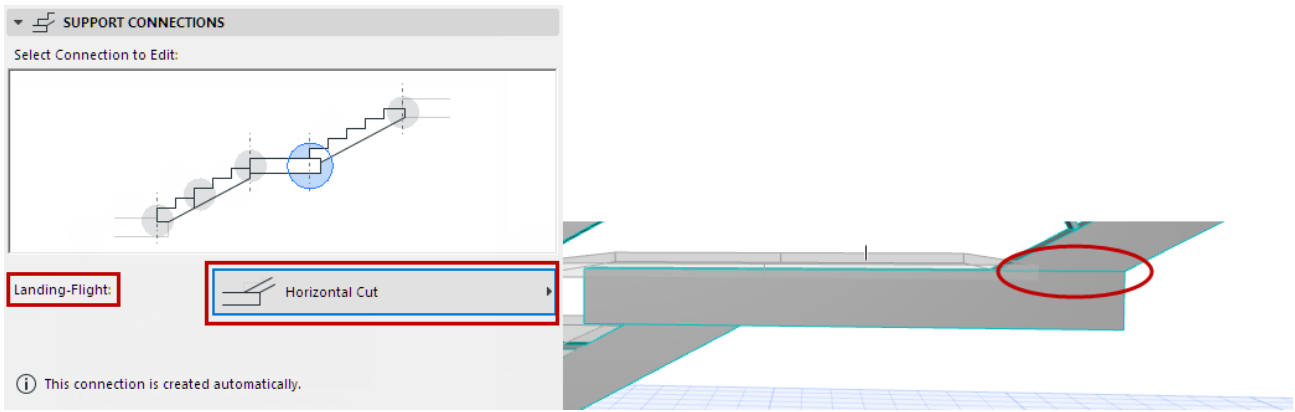 SUPPORT CONNECTIONS
Select Connection to Edit:
Landing-Flight:
Horizontal Cut
This connection is created automatically.